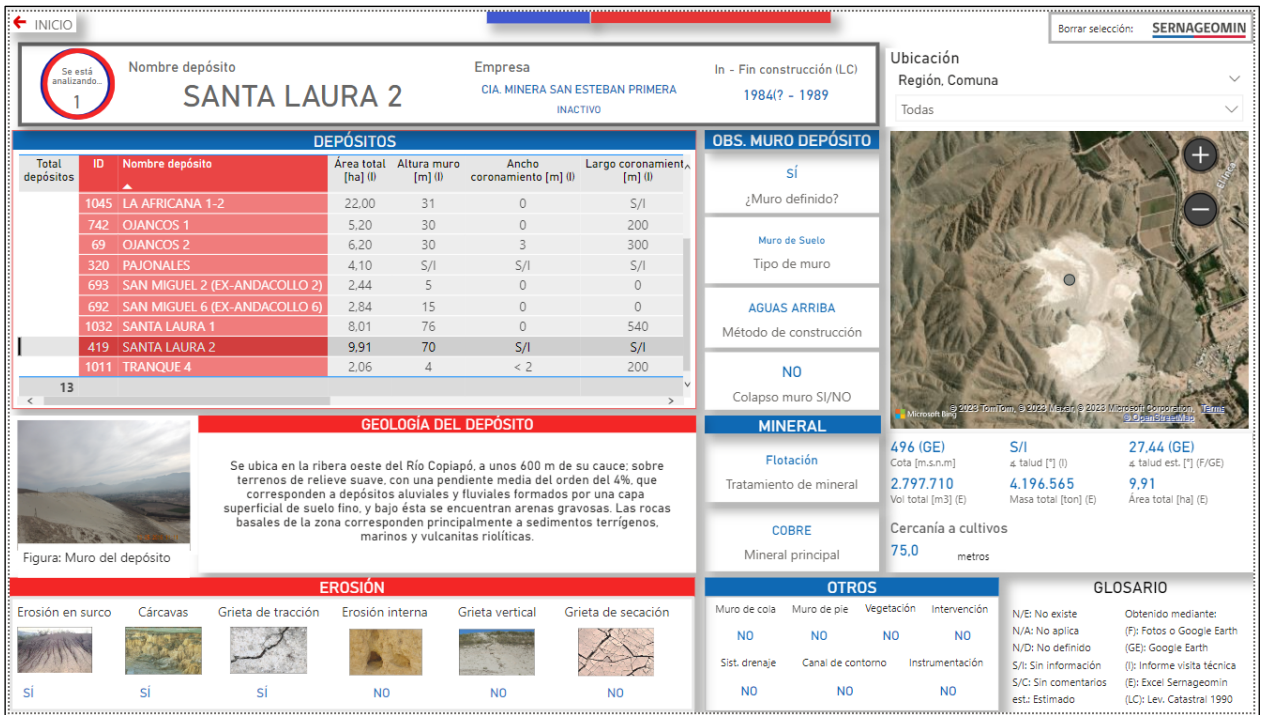 INICIO
Borrar selección: SERNAGEOMIN
Se está analizando...
1
Nombre depósito
SANTA LAURA 2
Empresa
CIA. MINERA SAN ESTEBAN PRIMERA
INACTIVO
In - Fin construcción (LC)
1984(? - 1989
Ubicación
Región, Comuna
Todas
DEPÓSITOS
Total depósitos ID Nombre depósito Área total [ha] (I) Altura muro [m] (I) Ancho coronamiento [m] (I) Largo coronamient [m] (I)
1045 LA AFRICANA 1-2 22,00 31 0 S/I
742 OJANCOS 1 5,20 30 0 200
69 OJANCOS 2 6,20 30 3 300
320 PAJONALES 4,10 S/I S/I S/I
693 SAN MIGUEL 2 (EX-ANDACOLLO 2) 2,44 5 0 0
692 SAN MIGUEL 6 (EX-ANDACOLLO 6) 2,84 15 0 0
1032 SANTA LAURA 1 8,01 76 0 540
419 SANTA LAURA 2 9,91 70 S/I S/I
1011 TRANQUE 4 2,06 4 < 2 200
13
OBS. MURO DEPÓSITO
SÍ
¿Muro definido?
Muro de Suelo
Tipo de muro
AGUAS ARRIBA
Método de construcción
NO
Colapso muro SI/NO
El Inca
Microsoft Bing
© 2023 TomTom, © 2023 Maxar, © 2023 Microsoft Corporation, Terms
© OpenStreetMap
GEOLOGÍA DEL DEPÓSITO
Se ubica en la ribera oeste del Río Copiapó, a unos 600 m de su cauce; sobre
terrenos de relieve suave, con una pendiente media del orden del 4%, que
corresponden a depósitos aluviales y fluviales formados por una capa
superficial de suelo fino, y bajo ésta se encuentran arenas gravosas. Las rocas
basales de la zona corresponden principalmente a sedimentos terrígenos,
marinos y vulcanitas riolíticas.
Figura: Muro del depósito
MINERAL
Flotación
Tratamiento de mineral
COBRE
Mineral principal
496 (GE) S/I 27,44 (GE)
Cota [m.s.n.m] ∡ talud [°] (I) ∡ talud est. [°] (F/GE)
2.797.710 4.196.565 9,91
Vol total [m3] (E) Masa total [ton] (E) Área total [ha] (E)
Cercanía a cultivos
75,0 metros
EROSIÓN
Erosión en surco Cárcavas Grieta de tracción Erosión interna Grieta vertical Grieta de secación
SÍ SÍ SÍ NO NO NO
OTROS
Muro de cola Muro de pie Vegetación Intervención
NO NO NO NO
Sist. drenaje Canal de contorno Instrumentación
NO NO NO
GLOSARIO
N/E: No existe Obtenido mediante:
N/A: No aplica (F): Fotos o Google Earth
N/D: No definido (GE): Google Earth
S/I: Sin información (I): Informe visita técnica
S/C: Sin comentarios (E): Excel Sernageomin
est.: Estimado (LC): Lev. Catastral 1990